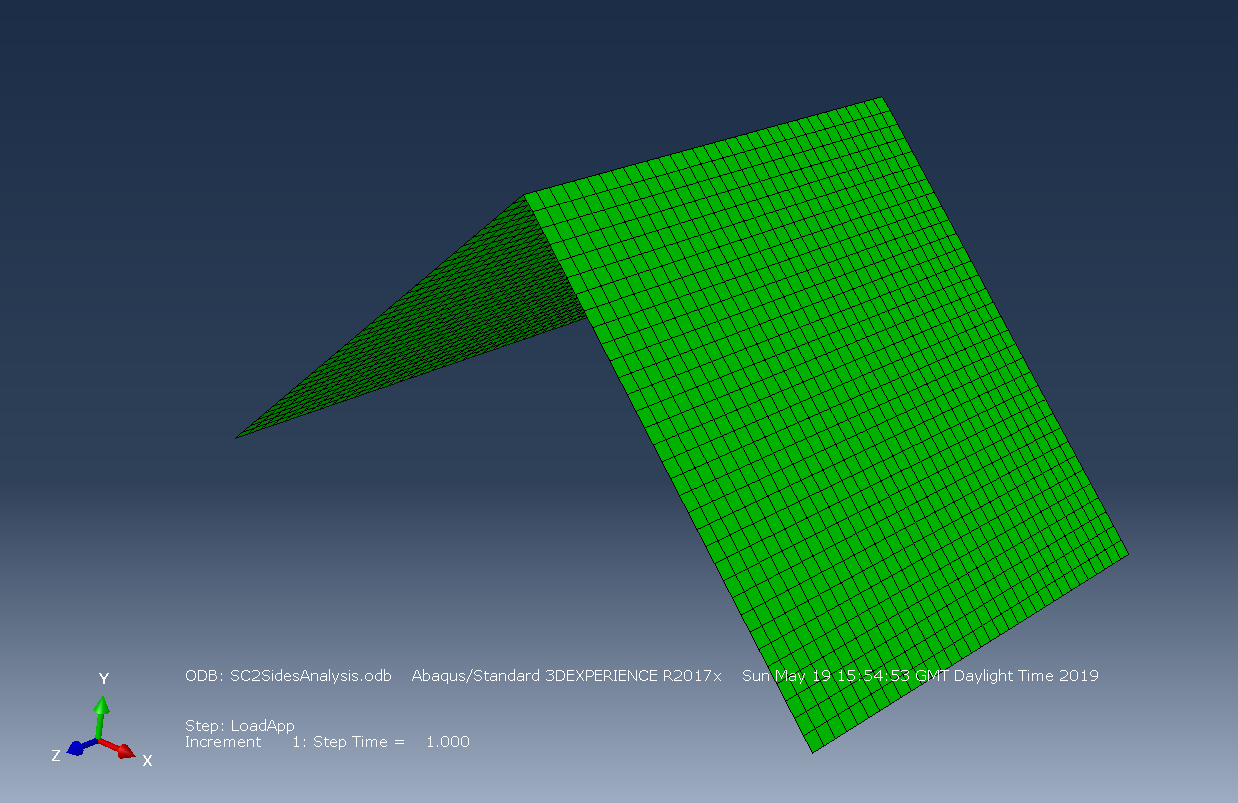 ODB: SC2SidesAnalysis.odb    Abaqus/Standard 3DEXPERIENCE R2017x    Sun May 19 15:54:53 GMT Daylight Time 2019
Y
Step: LoadApp
Increment      1: Step Time =    1.000
Z
X